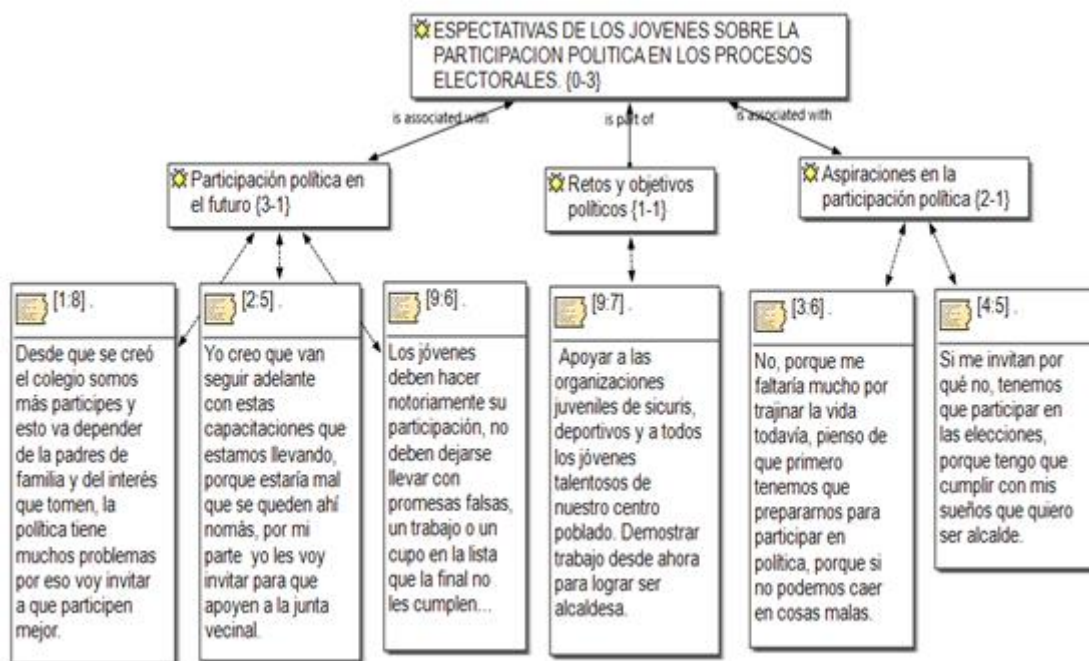 ESPECTATIVAS DE LOS JOVENES SOBRE LA
PARTICIPACION POLITICA EN LOS PROCESOS
ELECTORALES. {0-3}
is associated with
is part of
is associated with
Participación política en
el futuro {3-1}
Retos y objetivos
políticos {1-1}
Aspiraciones en la
participación política {2-1}
[1:8] .
Desde que se creó
el colegio somos
más participes y
esto va depender
de la padres de
familia y del interés
que tomen, la
política tiene
muchos problemas
por eso voy invitar
a que participen
mejor.
[2:5] .
Yo creo que van
seguir adelante
con estas
capacitaciones que
estamos llevando,
porque estaría mal
que se queden ahí
nomás, por mi
parte yo les voy
invitar para que
apoyen a la junta
vecinal.
[9:6] .
Los jóvenes
deben hacer
notoriamente su
participación, no
deben dejarse
llevar con
promesas falsas,
un trabajo o un
cupo en la lista
que la final no
les cumplen...
[9:7] .
Apoyar a las
organizaciones
juveniles de sicuris,
deportivos y a todos
los jóvenes
talentosos de
nuestro centro
poblado. Demostrar
trabajo desde ahora
para lograr ser
alcaldesa.
[3:6] .
No, porque me
faltaría mucho por
trajinar la vida
todavía, pienso de
que primero
tenemos que
prepararnos para
participar en
política, porque si
no podemos caer
en cosas malas.
[4:5] .
Si me invitan por
qué no, tenemos
que participar en
las elecciones,
porque tengo que
cumplir con mis
sueños que quiero
ser alcalde.